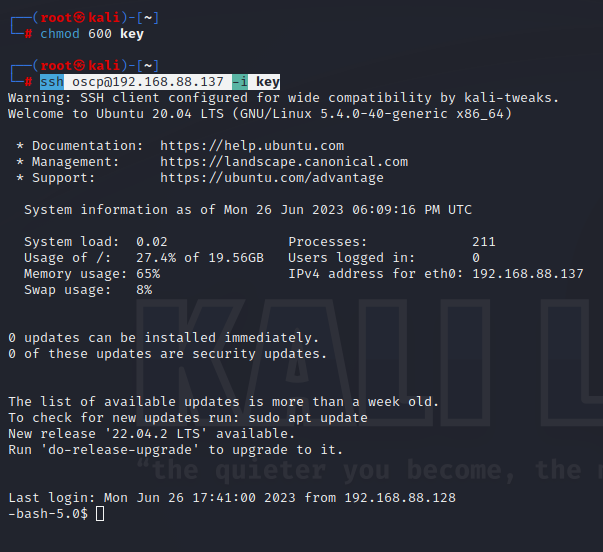 ┌──(root㉿kali)-[~]
└─# chmod 600 key
┌──(root㉿kali)-[~]
└─# ssh oscp@192.168.88.137 -i key
Warning: SSH client configured for wide compatibility by kali-tweaks.
Welcome to Ubuntu 20.04 LTS (GNU/Linux 5.4.0-40-generic x86_64)
* Documentation:  https://help.ubuntu.com
* Management:     https://landscape.canonical.com
* Support:        https://ubuntu.com/advantage
System information as of Mon 26 Jun 2023 06:09:16 PM UTC
System load:  0.02               Processes:             211
Usage of /:   27.4% of 19.56GB   Users logged in:       0
Memory usage: 65%                IPv4 address for eth0: 192.168.88.137
Swap usage:   8%
0 updates can be installed immediately.
0 of these updates are security updates.
The list of available updates is more than a week old.
To check for new updates run: sudo apt update
New release '22.04.2 LTS' available.
Run 'do-release-upgrade' to upgrade to it.
KALI L
"the quieter you become, the
Last login: Mon Jun 26 17:41:00 2023 from 192.168.88.128
-bash-5.0$